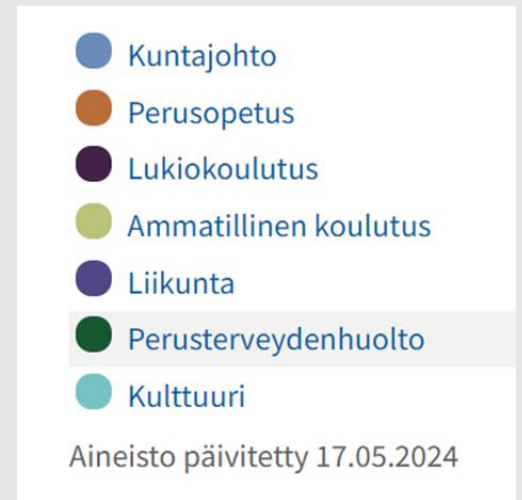 Kuntajohto
Perusopetus
Lukiokoulutus
Ammatillinen koulutus
Liikunta
Perusterveydenhuolto
Kulttuuri
Aineisto päivitetty 17.05.2024